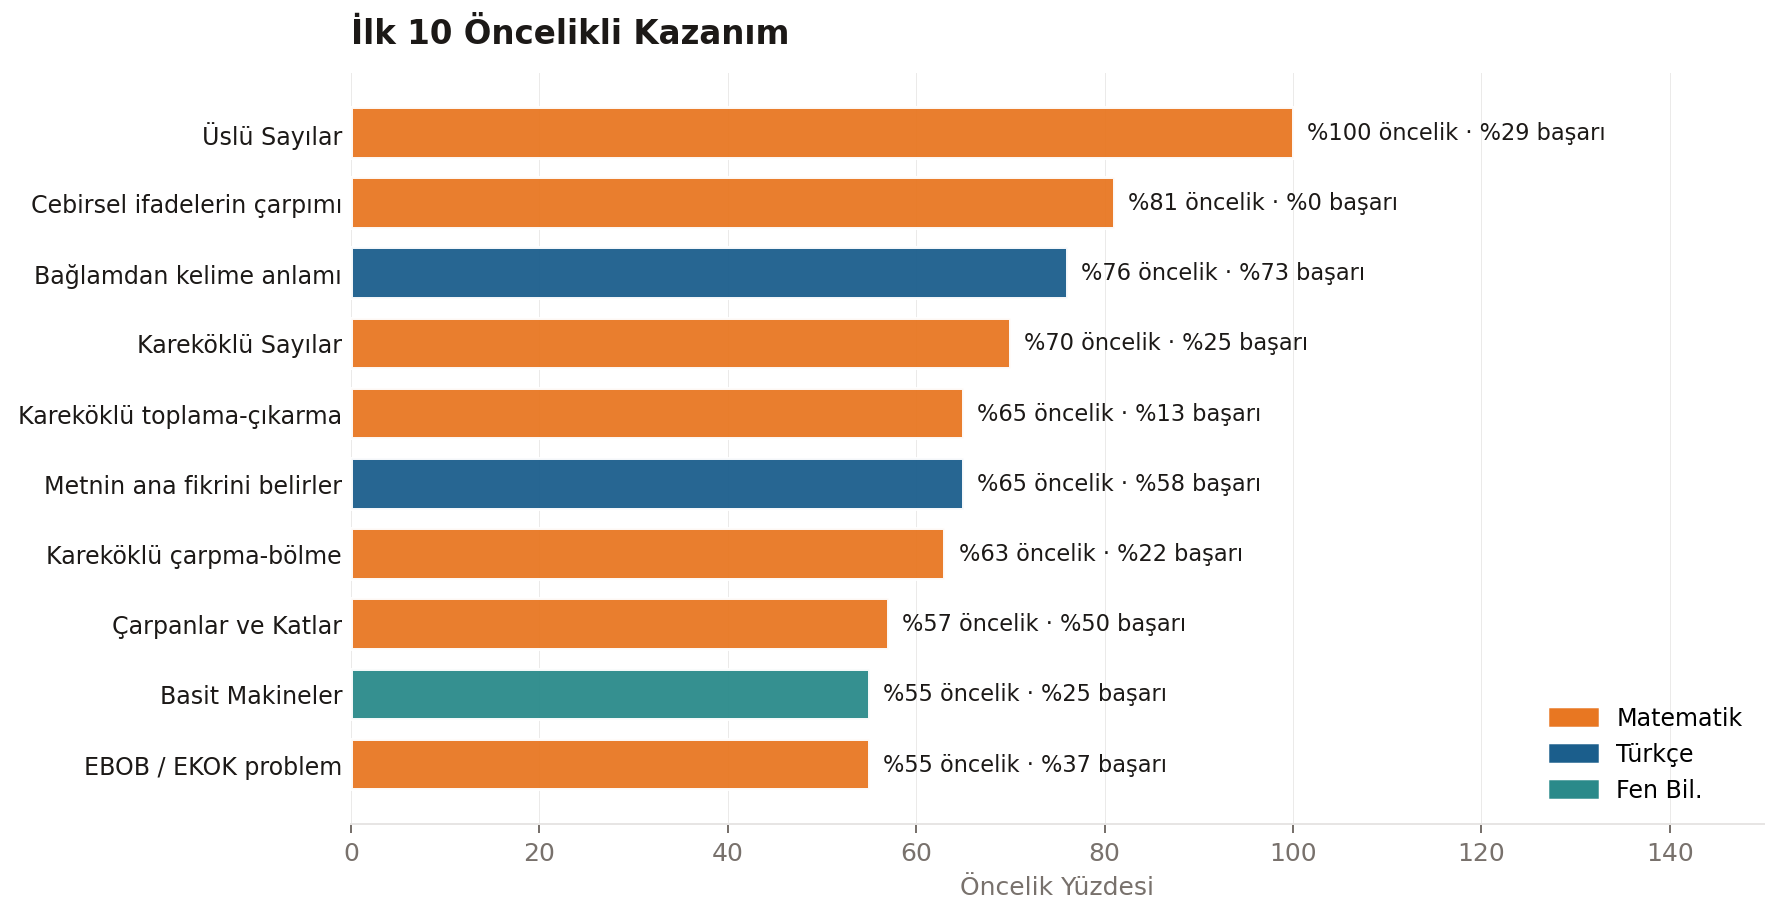 İlk 10 Öncelikli Kazanım
Üslü Sayılar
%100 öncelik · %29 başarı
Cebirsel ifadelerin çarpımı
%81 öncelik · %0 başarı
Bağlamdan kelime anlamı
%76 öncelik · %73 başarı
Kareköklü Sayılar
%70 öncelik · %25 başarı
Kareköklü toplama-çıkarma
%65 öncelik · %13 başarı
Metnin ana fikrini belirler
%65 öncelik · %58 başarı
Kareköklü çarpma-bölme
%63 öncelik · %22 başarı
Çarpanlar ve Katlar
%57 öncelik · %50 başarı
Basit Makineler
%55 öncelik · %25 başarı
EBOB / EKOK problem
%55 öncelik · %37 başarı
Matematik
Türkçe
Fen Bil.
0 20 40 60 80 100 120 140
Öncelik Yüzdesi